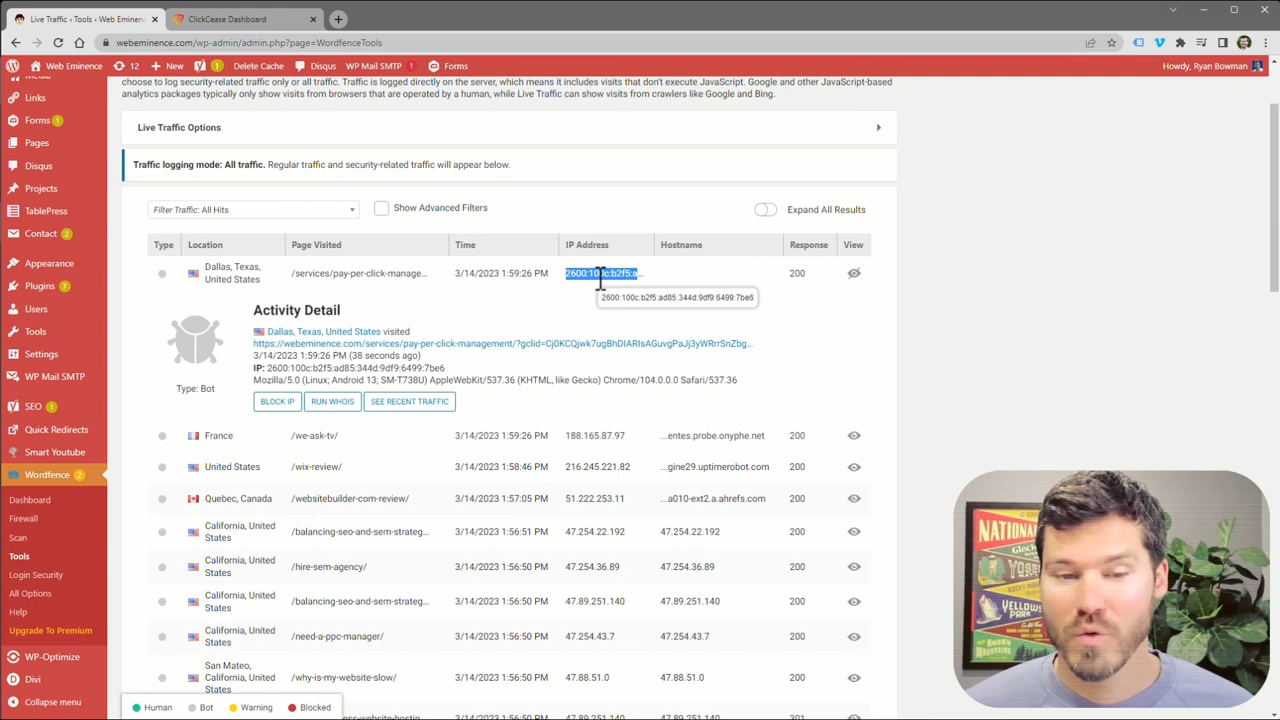 Live Traffic ‹ Tools ‹ Web Eminenc
ClickCease Dashboard
webeminence.com/wp-admin/admin.php?page=WordfenceTools
Web Eminence
12
New
1
Delete Cache
Disqus
WP Mail SMTP
1
Forms
Howdy, Ryan Bowman
Media
Links
Forms 1
Pages
Disqus
Projects
TablePress
Contact 2
Appearance
Plugins 7
Users
Tools
Settings
WP Mail SMTP
SEO 1
Quick Redirects
Smart Youtube
Wordfence 2
Dashboard
Firewall
Scan
Tools
Login Security
All Options
Help
Upgrade To Premium
WP-Optimize
Divi
Collapse menu
choose to log security-related traffic only or all traffic. Traffic is logged directly on the server, which means it includes visits that don't execute JavaScript. Google and other JavaScript-based
analytics packages typically only show visits from browsers that are operated by a human, while Live Traffic can show visits from crawlers like Google and Bing.
Live Traffic Options
Traffic logging mode: All traffic. Regular traffic and security-related traffic will appear below.
Filter Traffic: All Hits
Show Advanced Filters
Expand All Results
Type Location Page Visited Time IP Address Hostname Response View
Dallas, Texas, United States /services/pay-per-click-manage... 3/14/2023 1:59:26 PM 2600:100c:b2f5:a... 200
2600:100c:b2f5:ad85:344d:9df9:6499:7be6
Activity Detail
Dallas, Texas, United States visited
https://webeminence.com/services/pay-per-click-management/?gclid=Cj0KCQjwk7ugBhDIARIsAGuvgPaJj3yWRrrSnZbg...
3/14/2023 1:59:26 PM (38 seconds ago)
IP: 2600:100c:b2f5:ad85:344d:9df9:6499:7be6
Mozilla/5.0 (Linux; Android 13; SM-T738U) AppleWebKit/537.36 (KHTML, like Gecko) Chrome/104.0.0.0 Safari/537.36
Type: Bot
BLOCK IP
RUN WHOIS
SEE RECENT TRAFFIC
France /we-ask-tv/ 3/14/2023 1:59:26 PM 188.165.87.97 ...entes.probe.onyphe.net 200
United States /wix-review/ 3/14/2023 1:58:46 PM 216.245.221.82 ...gine29.uptimerobot.com 200
Quebec, Canada /websitebuilder-com-review/ 3/14/2023 1:57:05 PM 51.222.253.11 ...a010-ext2.a.ahrefs.com 200
California, United States /balancing-seo-and-sem-strateg... 3/14/2023 1:56:51 PM 47.254.22.192 47.254.22.192 200
California, United States /hire-sem-agency/ 3/14/2023 1:56:50 PM 47.254.36.89 47.254.36.89 200
California, United States /balancing-seo-and-sem-strateg... 3/14/2023 1:56:50 PM 47.89.251.140 47.89.251.140 200
California, United States /need-a-ppc-manager/ 3/14/2023 1:56:50 PM 47.254.43.7 47.254.43.7 200
San Mateo, California, United States /why-is-my-website-slow/ 3/14/2023 1:56:50 PM 47.88.51.0 47.88.51.0 200
301
Human
Bot
Warning
Blocked
NATIONAL
Glacier
YELLOWS